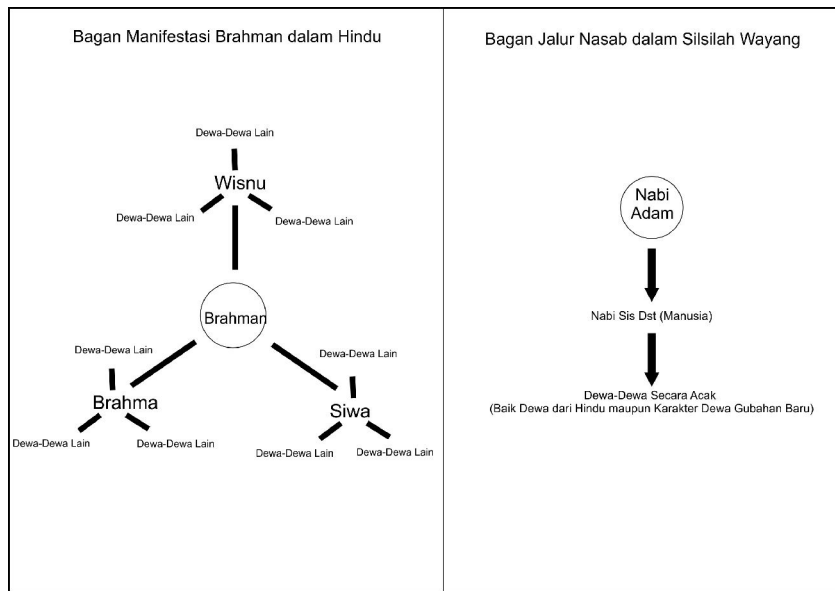 Bagan Manifestasi Brahman dalam Hindu
Dewa-Dewa Lain
Wisnu
Dewa-Dewa Lain
Dewa-Dewa Lain
Brahman
Dewa-Dewa Lain
Brahma
Dewa-Dewa Lain
Dewa-Dewa Lain
Dewa-Dewa Lain
Siwa
Dewa-Dewa Lain
Dewa-Dewa Lain
Bagan Jalur Nasab dalam Silsilah Wayang
Nabi
Adam
Nabi Sis Dst (Manusia)
Dewa-Dewa Secara Acak
(Baik Dewa dari Hindu maupun Karakter Dewa Gubahan Baru)